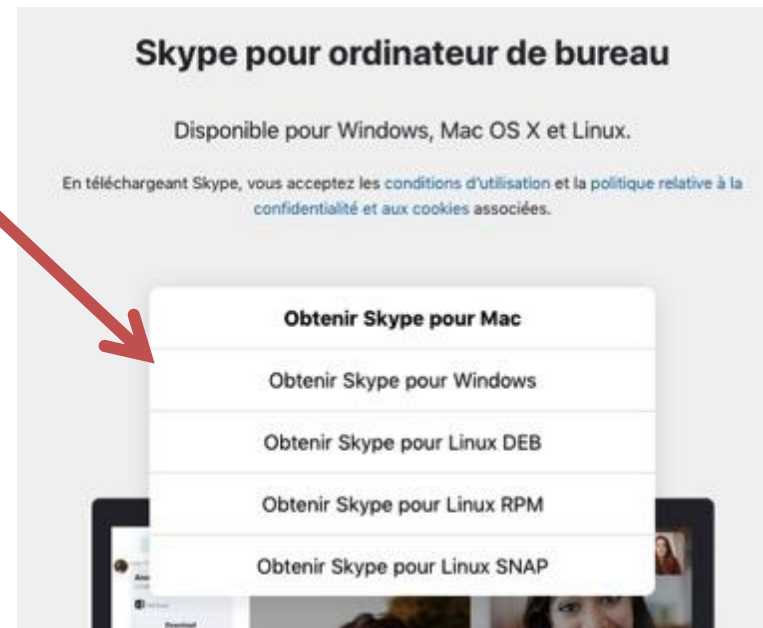 Skype pour ordinateur de bureau
Disponible pour Windows, Mac OS X et Linux.
En téléchargeant Skype, vous acceptez les conditions d'utilisation et la politique relative à la
confidentialité et aux cookies associées.
Obtenir Skype pour Mac
Obtenir Skype pour Windows
Obtenir Skype pour Linux DEB
Obtenir Skype pour Linux RPM
Obtenir Skype pour Linux SNAP
Download